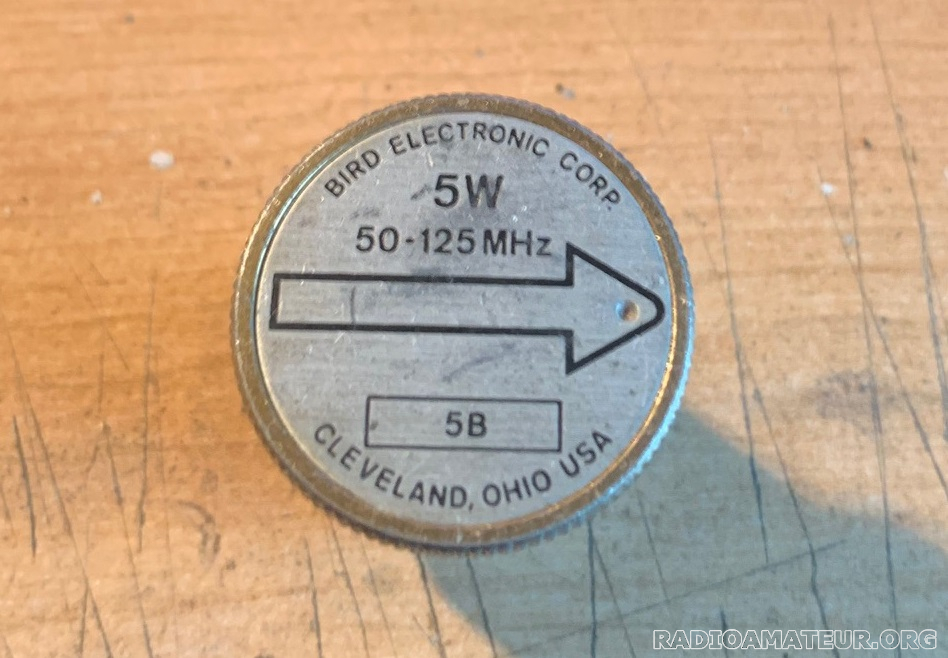 BIRD ELECTRONIC CORP.
5W
50-125 MHz
5B
CLEVELAND, OHIO USA
RADIOAMATEUR.ORG